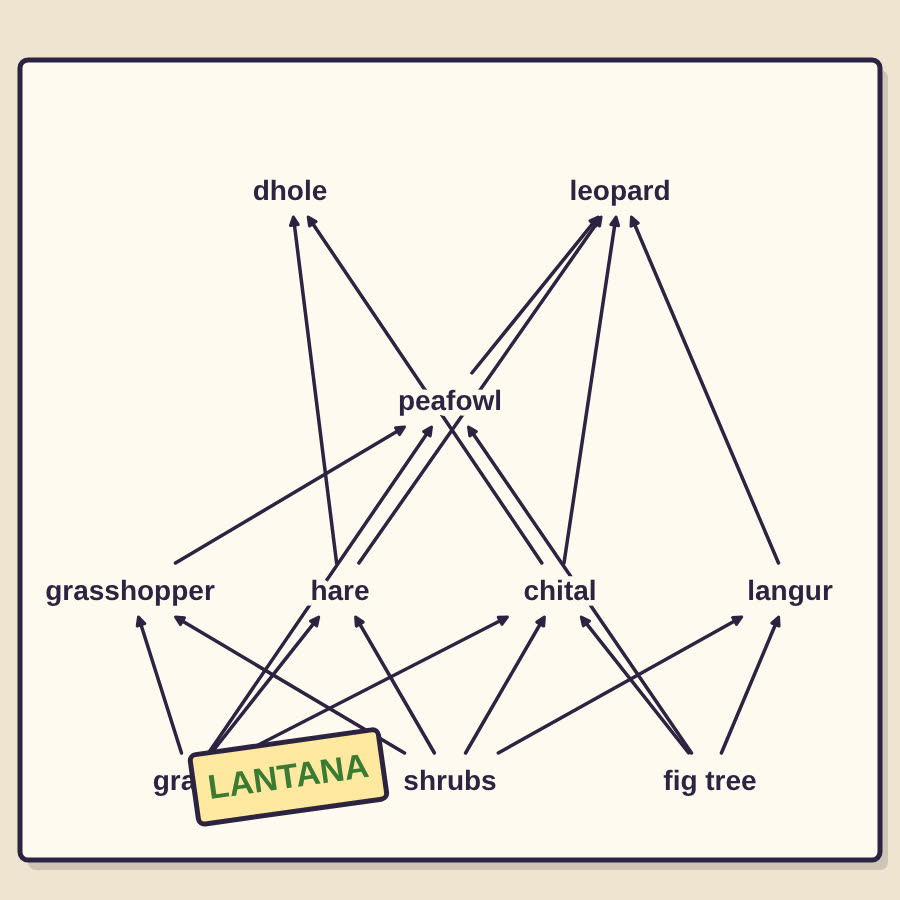 dhole
leopard
peafowl
grasshopper
hare
chital
langur
LANTANA
shrubs
fig tree